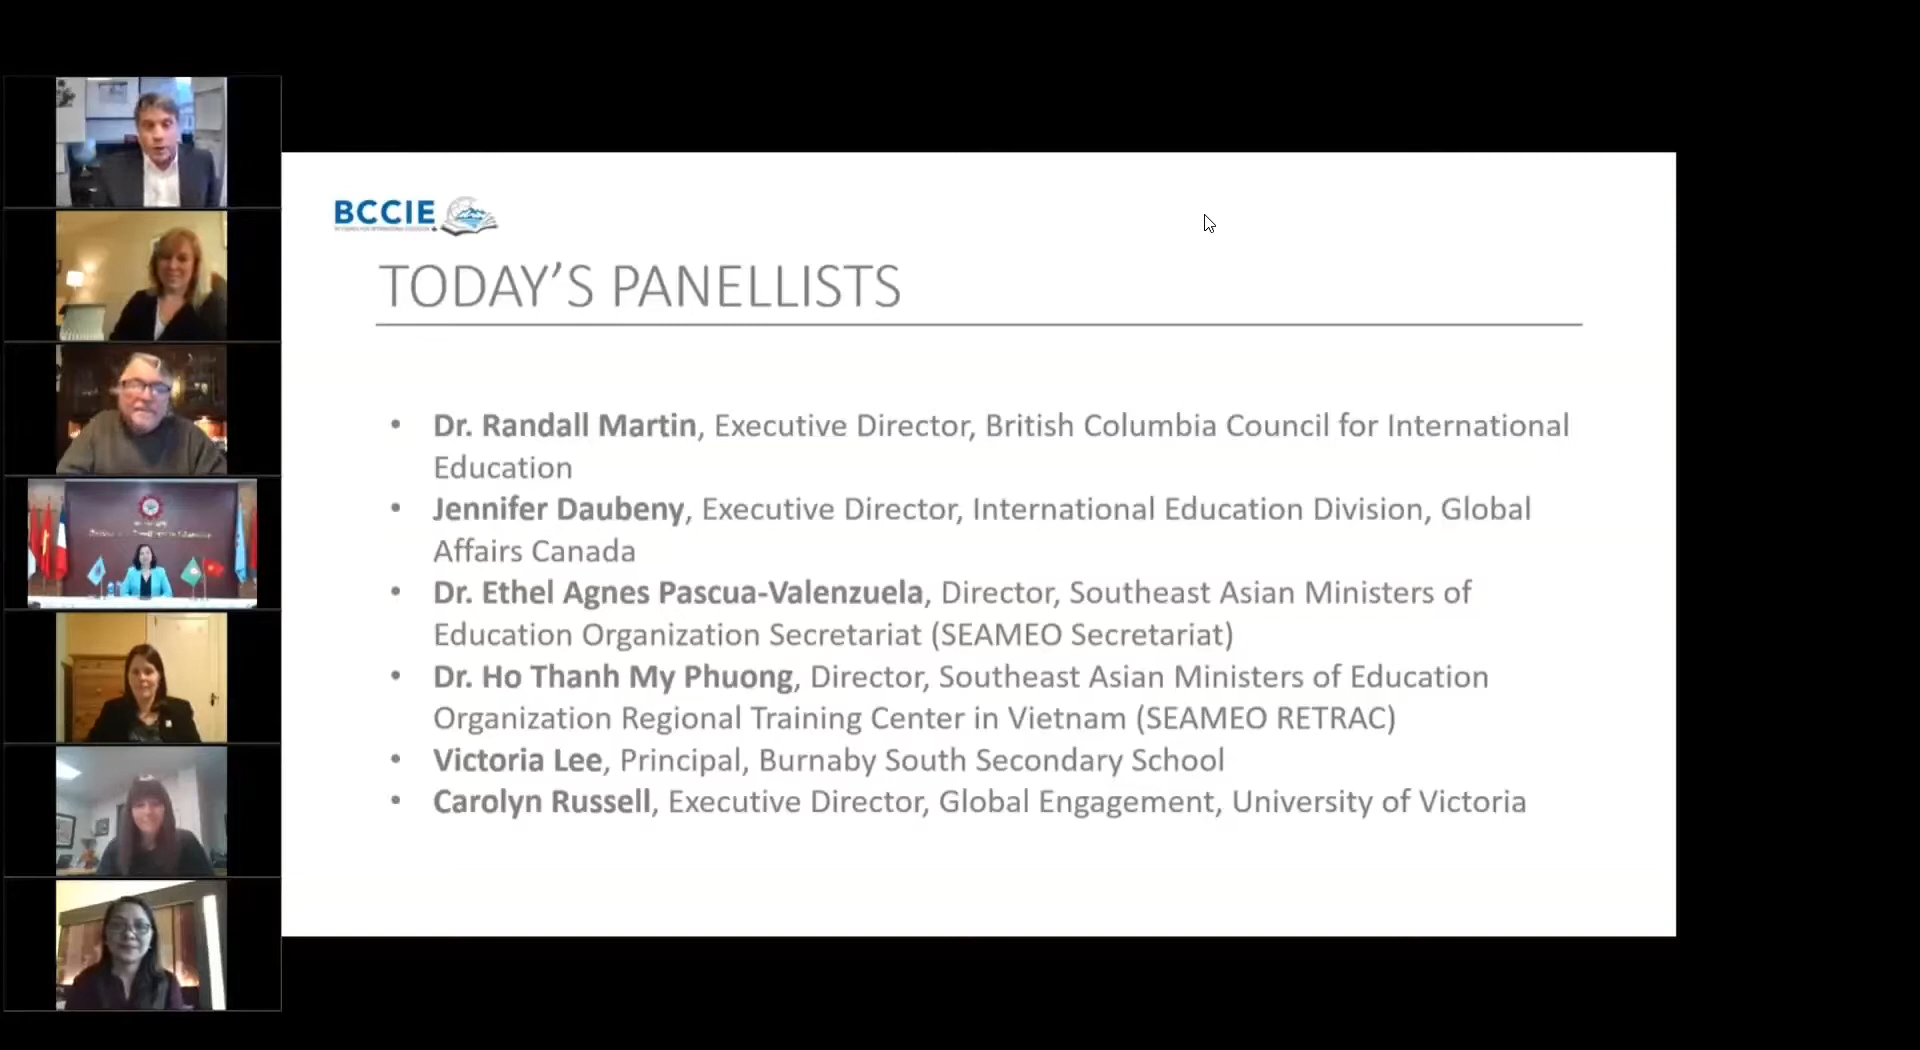 BCCIE
TODAY'S PANELLISTS
• Dr. Randall Martin, Executive Director, British Columbia Council for International
Education
• Jennifer Daubeny, Executive Director, International Education Division, Global
Affairs Canada
• Dr. Ethel Agnes Pascua-Valenzuela, Director, Southeast Asian Ministers of
Education Organization Secretariat (SEAMEO Secretariat)
• Dr. Ho Thanh My Phuong, Director, Southeast Asian Ministers of Education
Organization Regional Training Center in Vietnam (SEAMEO RETRAC)
• Victoria Lee, Principal, Burnaby South Secondary School
• Carolyn Russell, Executive Director, Global Engagement, University of Victoria